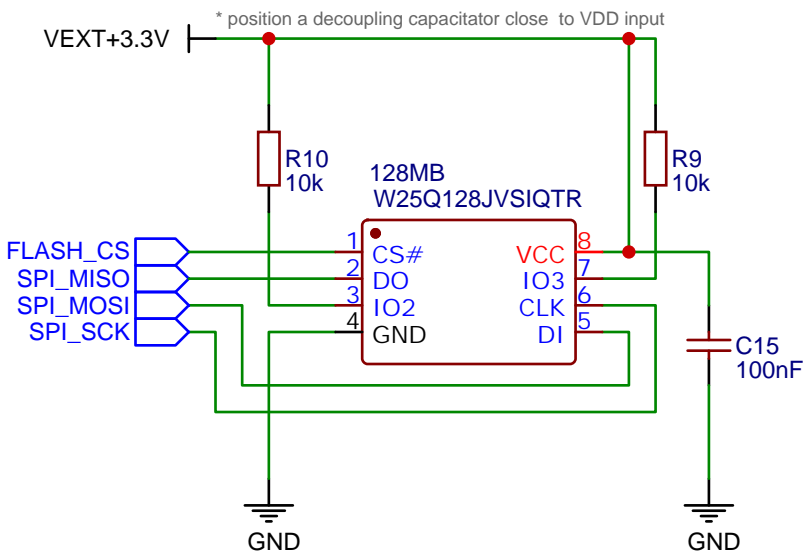 * position a decoupling capacitator close  to VDD input
VEXT+3.3V
R10
10k
R9
10k
128MB
W25Q128JVSIQTR
FLASH_CS
SPI_MISO
SPI_MOSI
SPI_SCK
1
2
3
4
CS#
DO
IO2
GND
VCC
IO3
CLK
DI
8
7
6
5
C15
100nF
GND
GND